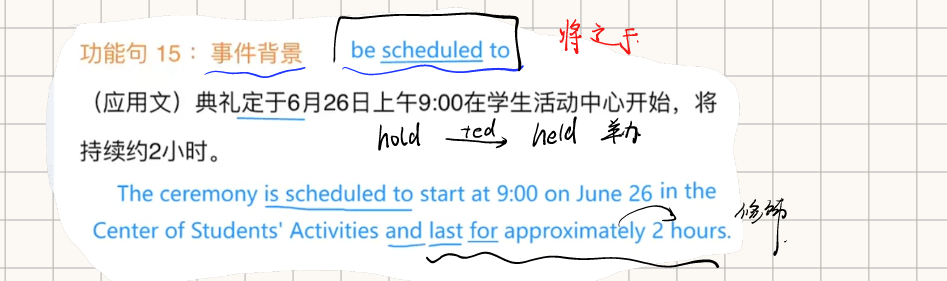 功能句 15 ：事件背景 be scheduled to 将定于
（应用文）典礼定于6月26日上午9:00在学生活动中心开始，将
hold +ed held 举办
持续约2小时。
The ceremony is scheduled to start at 9:00 on June 26 in the
Center of Students' Activities and last for approximately 2 hours.
修饰